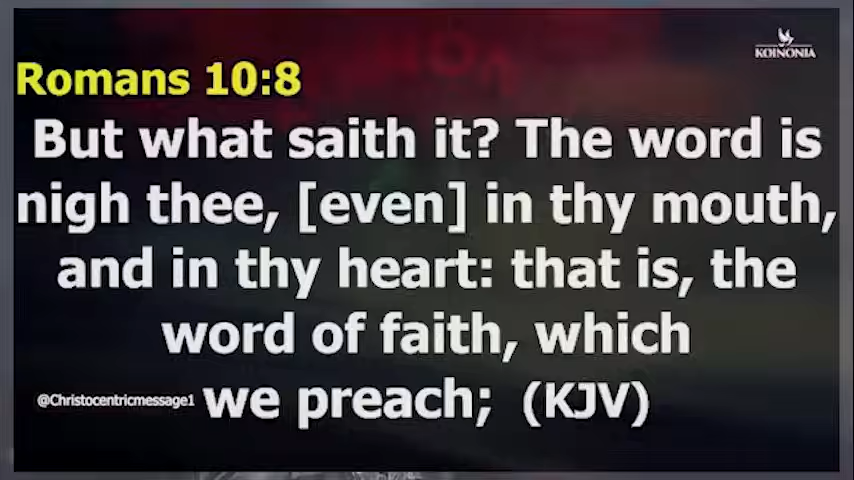 KOINONIA
Romans 10:8
But what saith it? The word is
nigh thee, [even] in thy mouth,
and in thy heart: that is, the
word of faith, which
we preach; (KJV)
@Christocentricmessage1